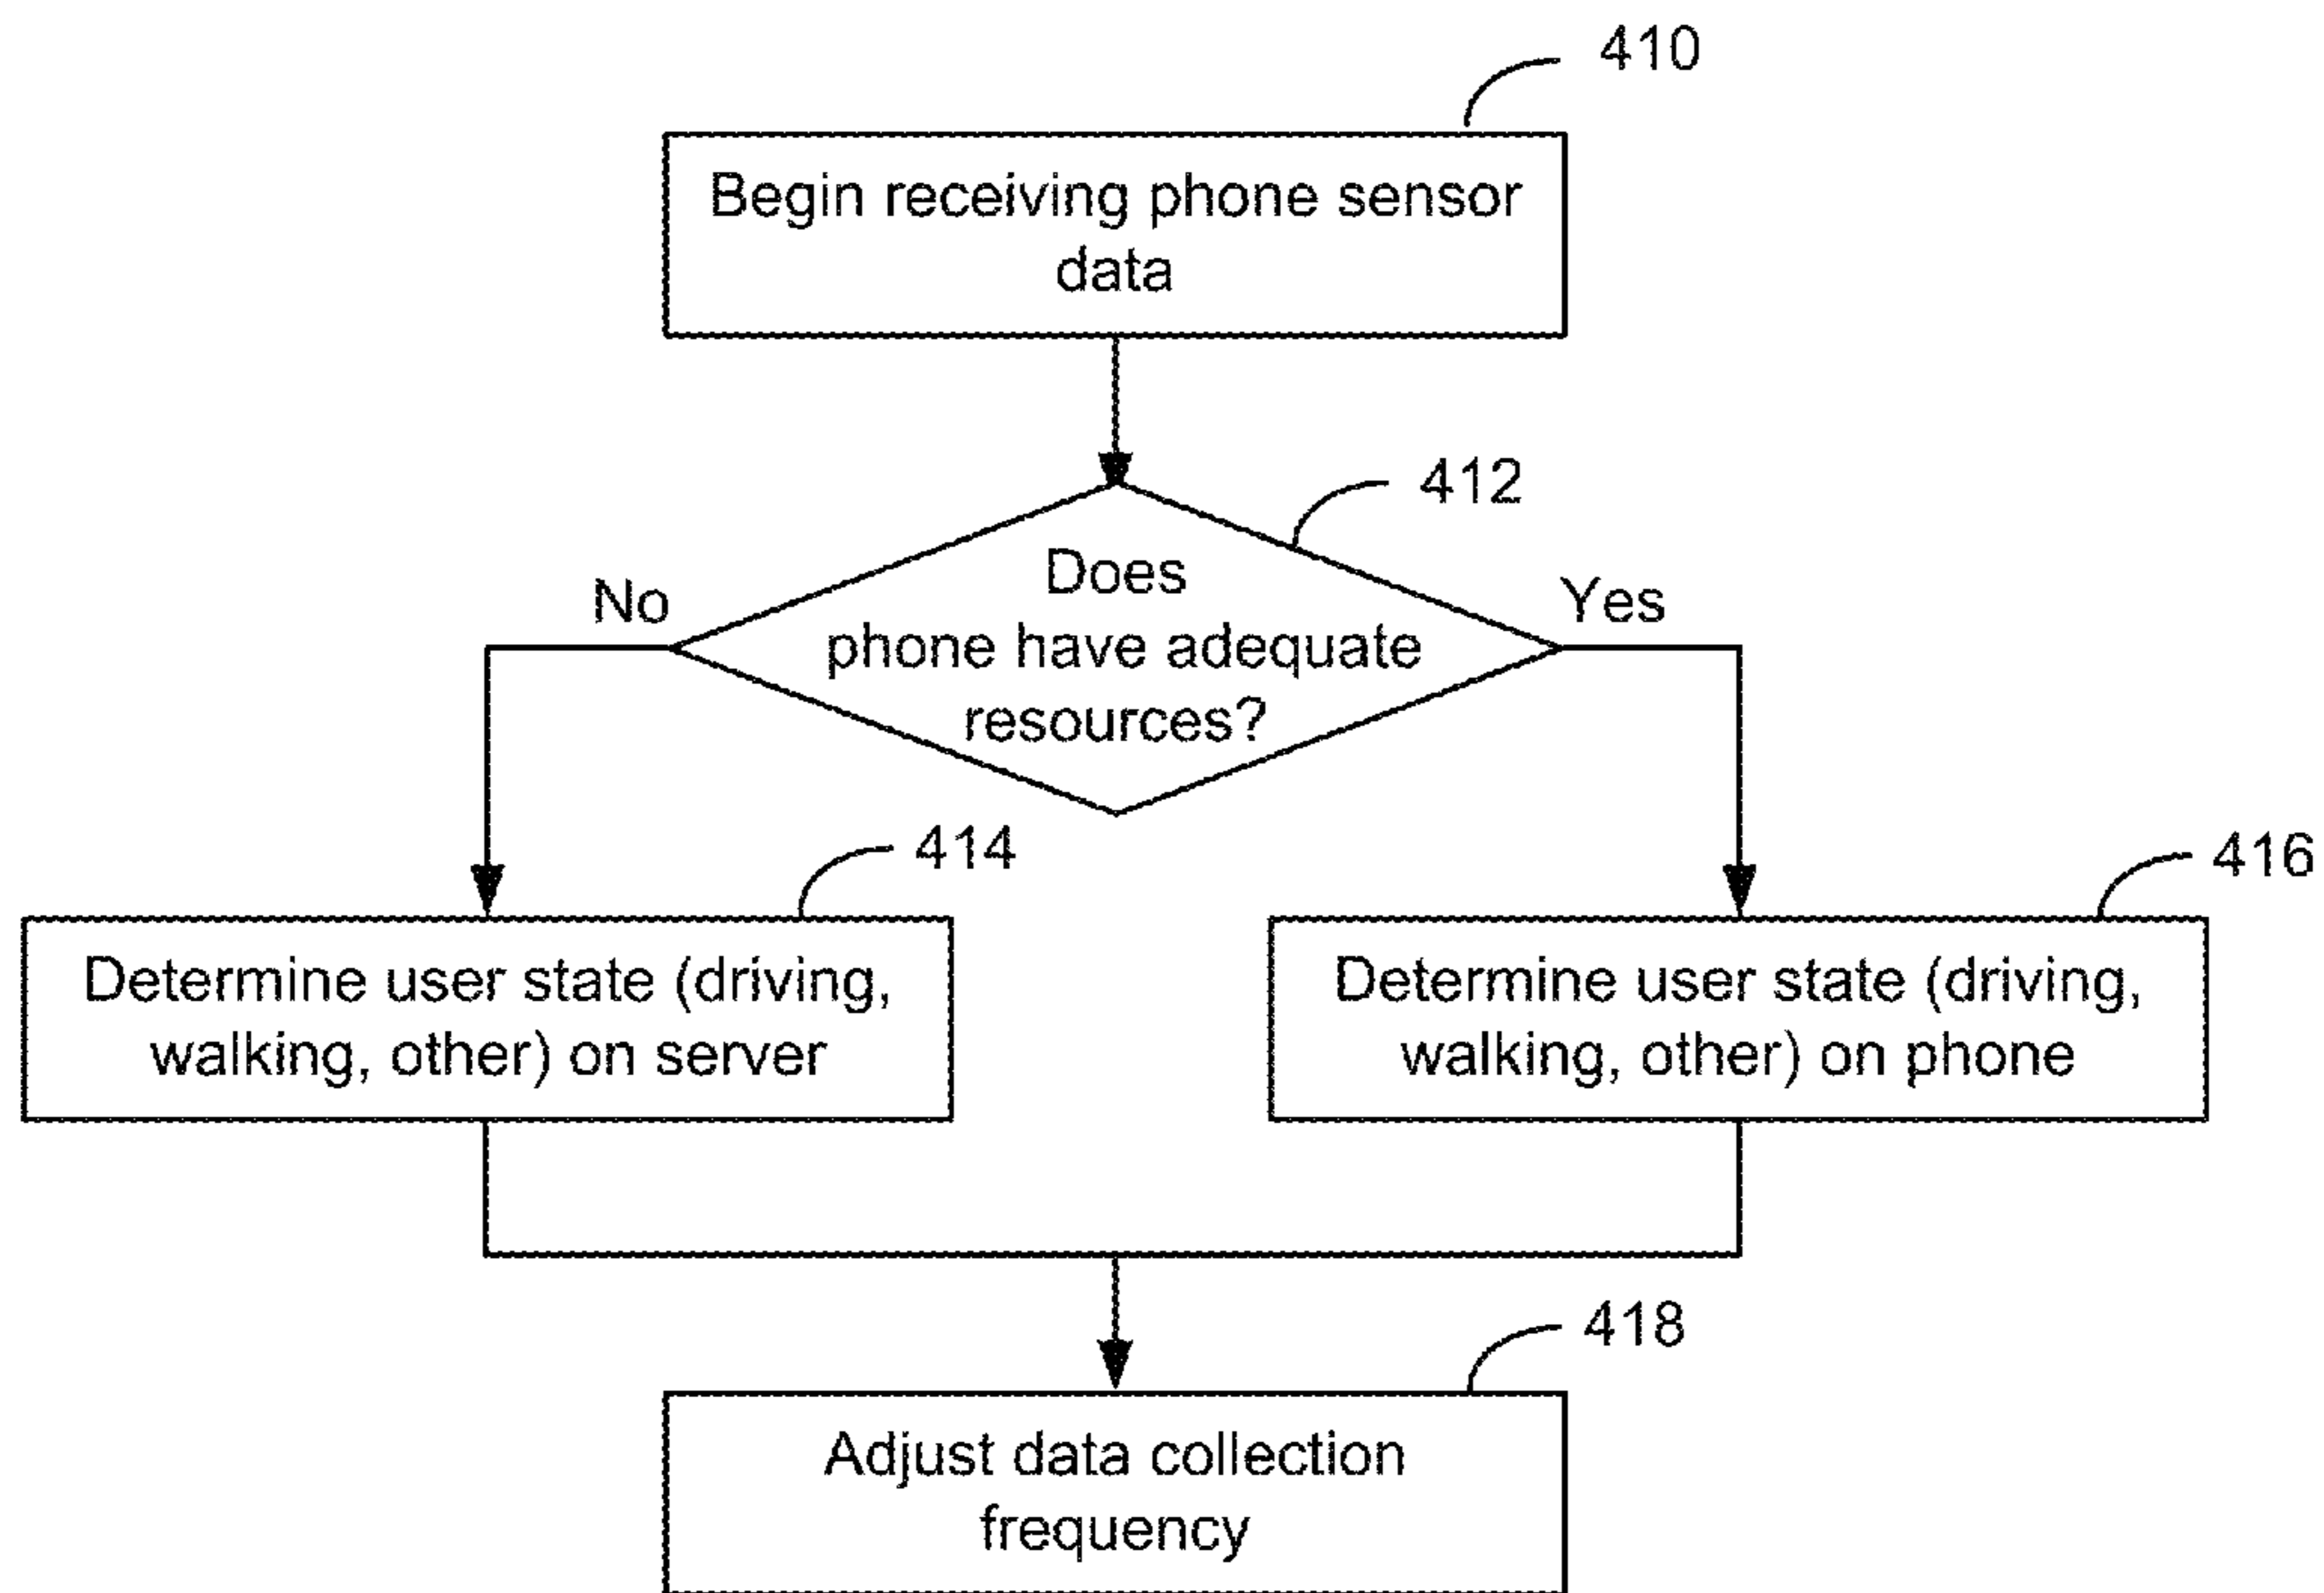 410
Begin receiving phone sensor
data
412
Does
phone have adequate
resources?
No
Yes
414
Determine user state (driving,
walking, other) on server
416
Determine user state (driving,
walking, other) on phone
418
Adjust data collection
frequency